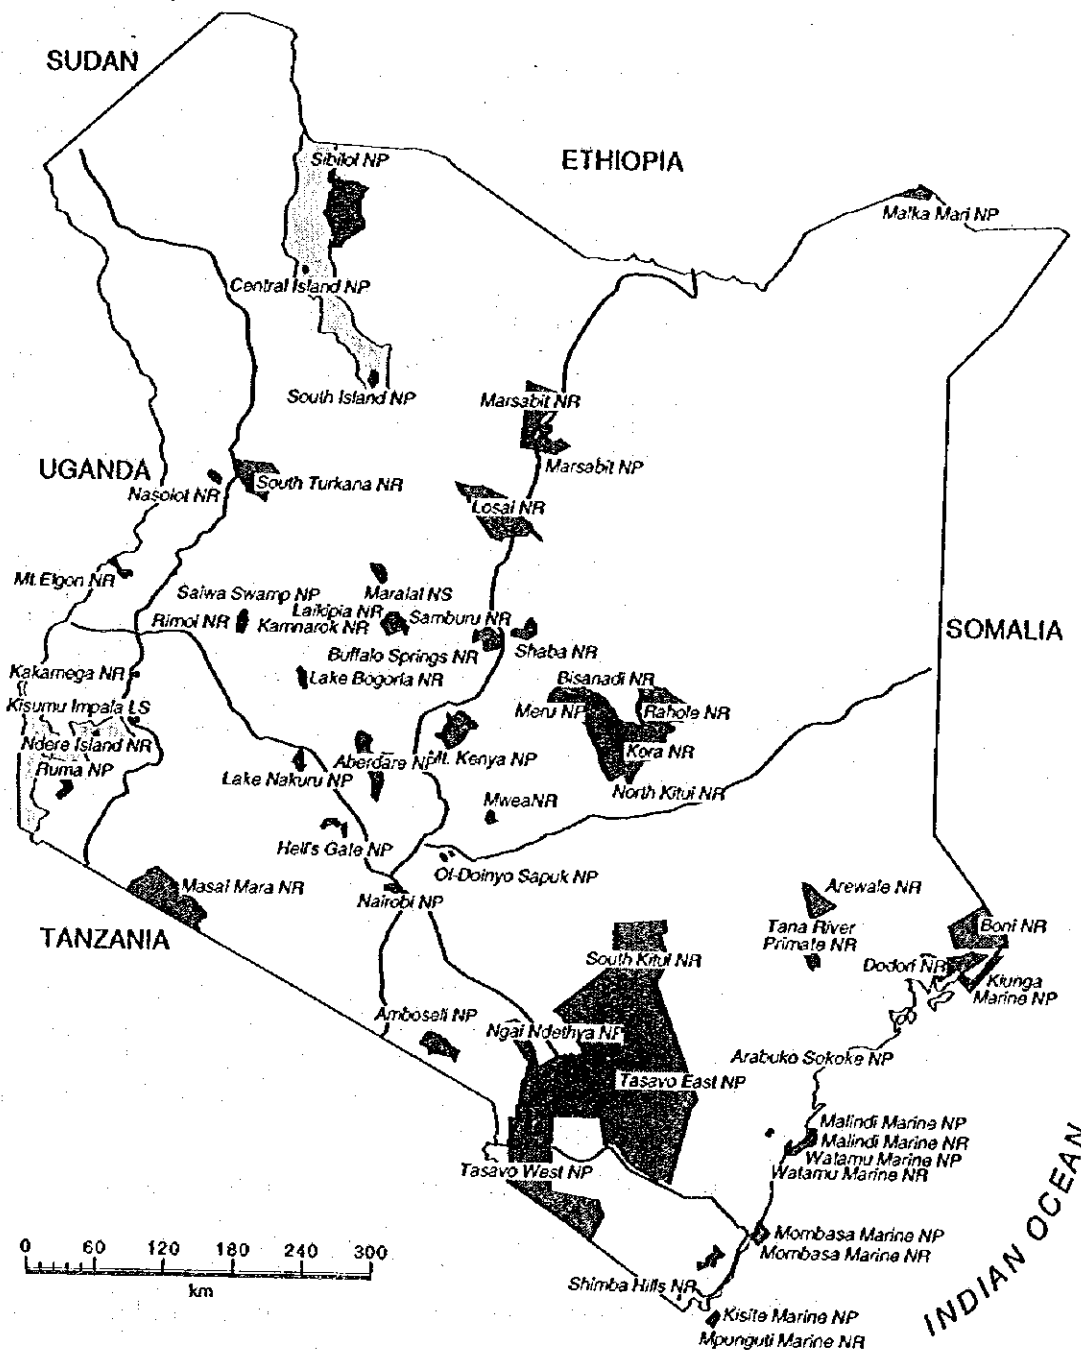 SUDAN
ETHIOPIA
Sibilol NP
Malka Mari NP
Central Island NP
South Island NP
Marsabit NR
UGANDA
Marsabit NP
South Turkana NR
Nasolot NR
Losai NR
Mt. Elgon NR
Saiwa Swamp NP
Maralal NS
Laikipia NR
Samburu NR
Rimoi NR
Kamnarok NR
SOMALIA
Buffalo Springs NR
Shaba NR
Kakamega NR
Lake Bogoria NR
Bisanadi NR
Kisumu Impala LS
Meru NP
Rahole NR
Ndere Island NR
Kora NR
Ruma NP
Aberdare NP
Mt. Kenya NP
Lake Nakuru NP
North Kitui NR
MweaNR
Hell's Gate NP
Ol-Doinyo Sapuk NP
Masai Mara NR
Nairobi NP
Arewale NR
Tana River
Primate NR
Boni NR
TANZANIA
South Kitui NR
Dodori NR
Kiunga
Marine NP
Amboseli NP
Ngai Ndethya NP
Arabuko Sokoke NP
Tasavo East NP
Malindi Marine NP
Malindi Marine NR
Watamu Marine NP
Watamu Marine NR
Tasavo West NP
INDIAN OCEAN
Mombasa Marine NP
Mombasa Marine NR
0 60 120 180 240 300
km
Shimba Hills NR
Kisite Marine NP
Mpunguti Marine NR